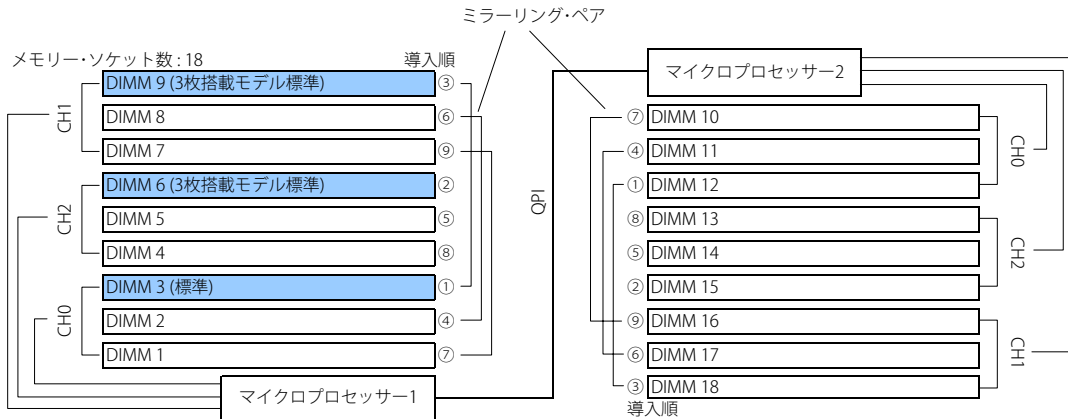 ミラーリング・ペア
メモリー・ソケット数 : 18
導入順
DIMM 9 (3枚搭載モデル標準) ③
DIMM 8 ⑥
DIMM 7 ⑨
CH1
DIMM 6 (3枚搭載モデル標準) ②
DIMM 5 ⑤
DIMM 4 ⑧
CH2
DIMM 3 (標準) ①
DIMM 2 ④
DIMM 1 ⑦
CH0
マイクロプロセッサー1
QPI
マイクロプロセッサー2
⑦ DIMM 10
④ DIMM 11
① DIMM 12
CH0
⑧ DIMM 13
⑤ DIMM 14
② DIMM 15
CH2
⑨ DIMM 16
⑥ DIMM 17
③ DIMM 18
CH1
導入順